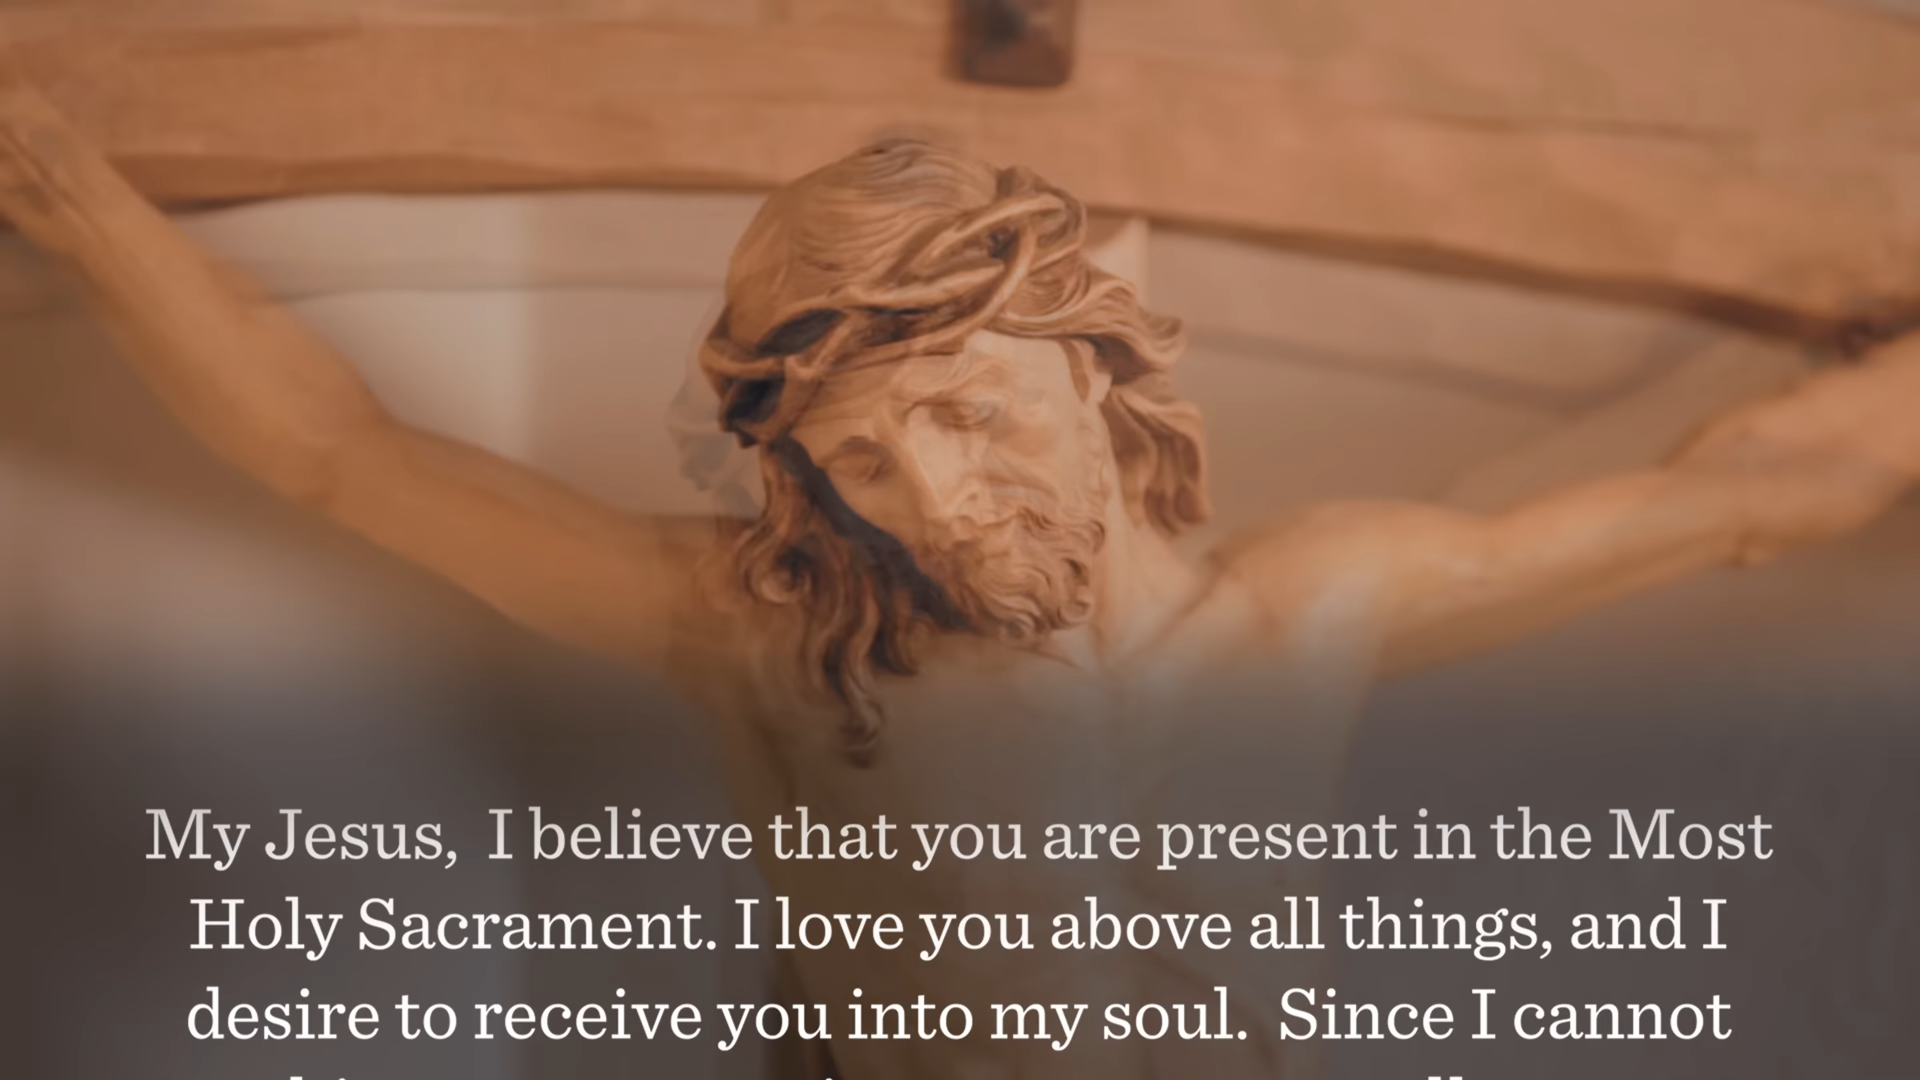 My Jesus, I believe that you are present in the Most
Holy Sacrament. I love you above all things, and I
desire to receive you into my soul. Since I cannot